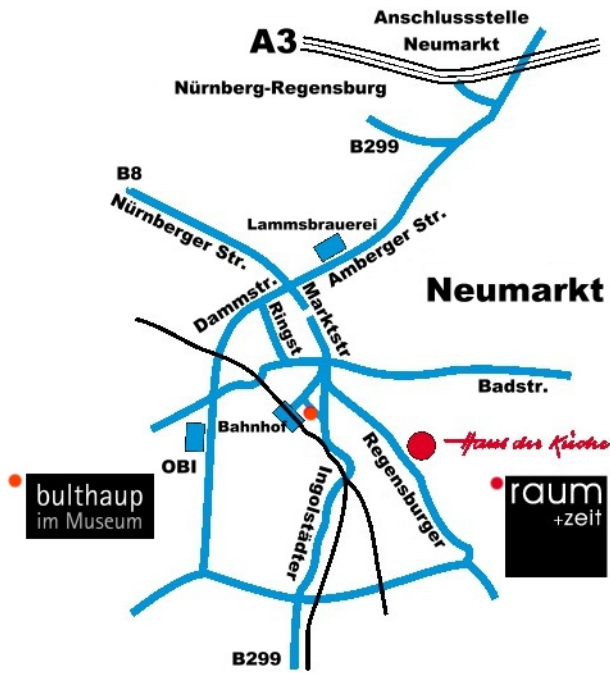 Anschlussstelle
Neumarkt
A3
Nürnberg-Regensburg
B299
B8
Nürnberger Str.
Lammsbrauerei
Amberger Str.
Neumarkt
Dammstr.
Ringst
Marktstr
Badstr.
Bahnhof
OBI
Regensburger
Haus der Küche
Ingolstädter
bulthaup
im Museum
raum
+zeit
B299